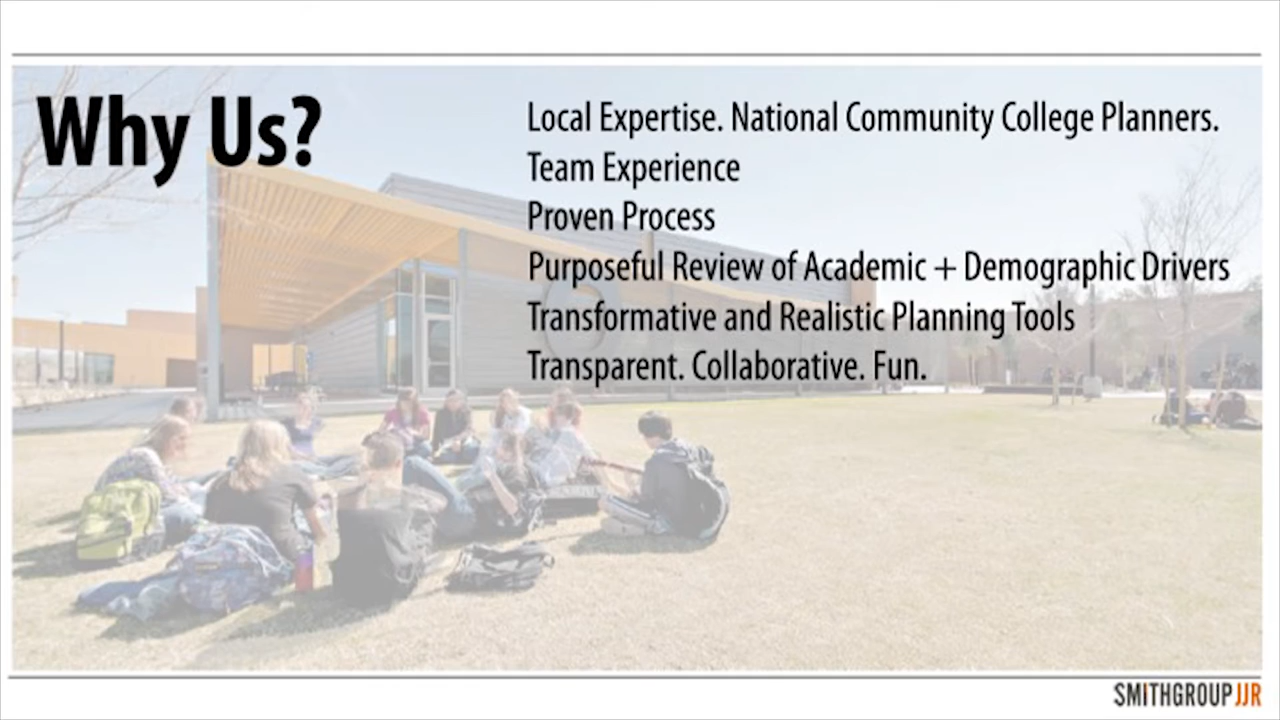 Why Us?
Local Expertise. National Community College Planners.
Team Experience
Proven Process
Purposeful Review of Academic + Demographic Drivers
Transformative and Realistic Planning Tools
Transparent. Collaborative. Fun.
SMITHGROUPJJR